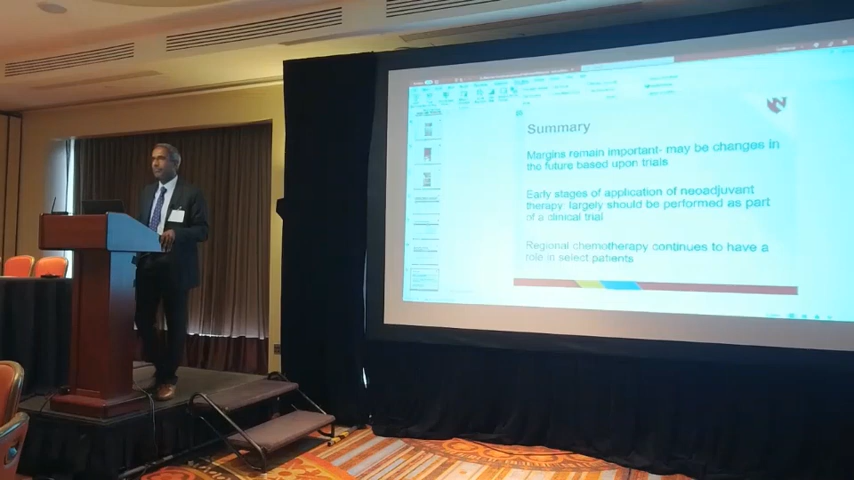 Summary
Margins remain important- may be changes in
the future based upon trials
Early stages of application of neoadjuvant
therapy: largely should be performed as part
of a clinical trial
Regional chemotherapy continues to have a
role in select patients